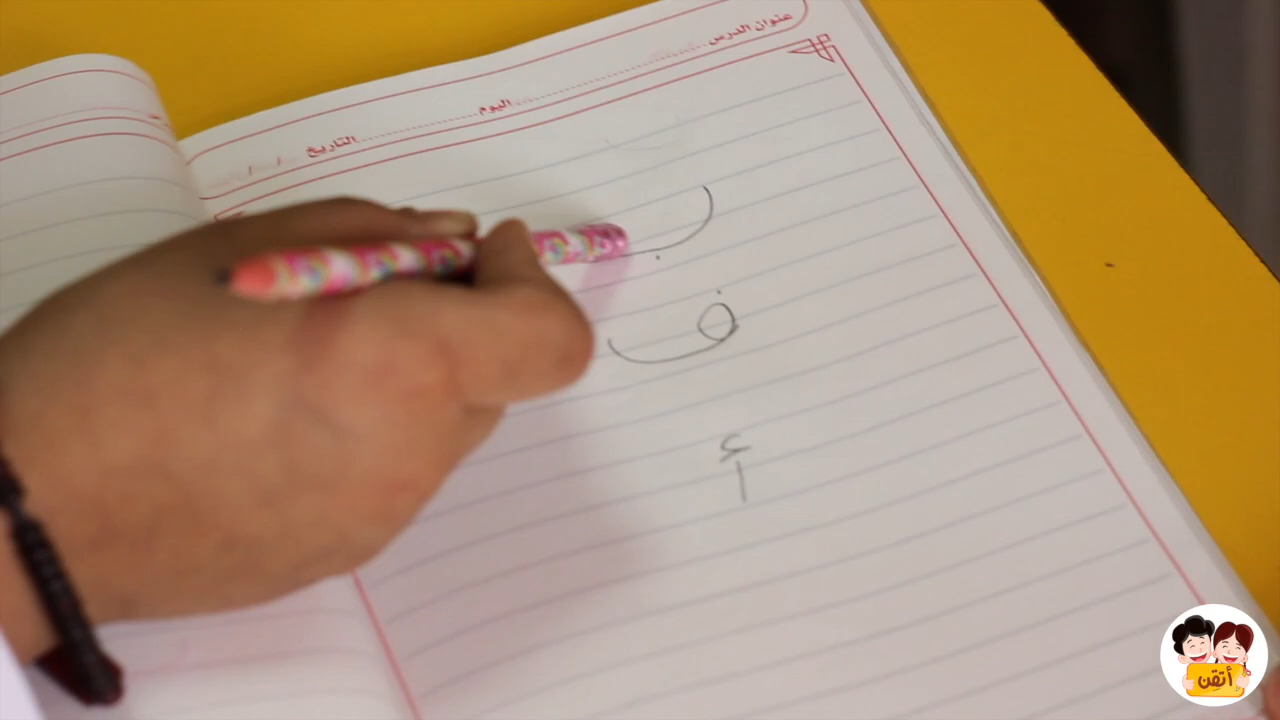 عنوان الدرس
اليوم
التاريخ / /
ب
ف
أ
أتقن